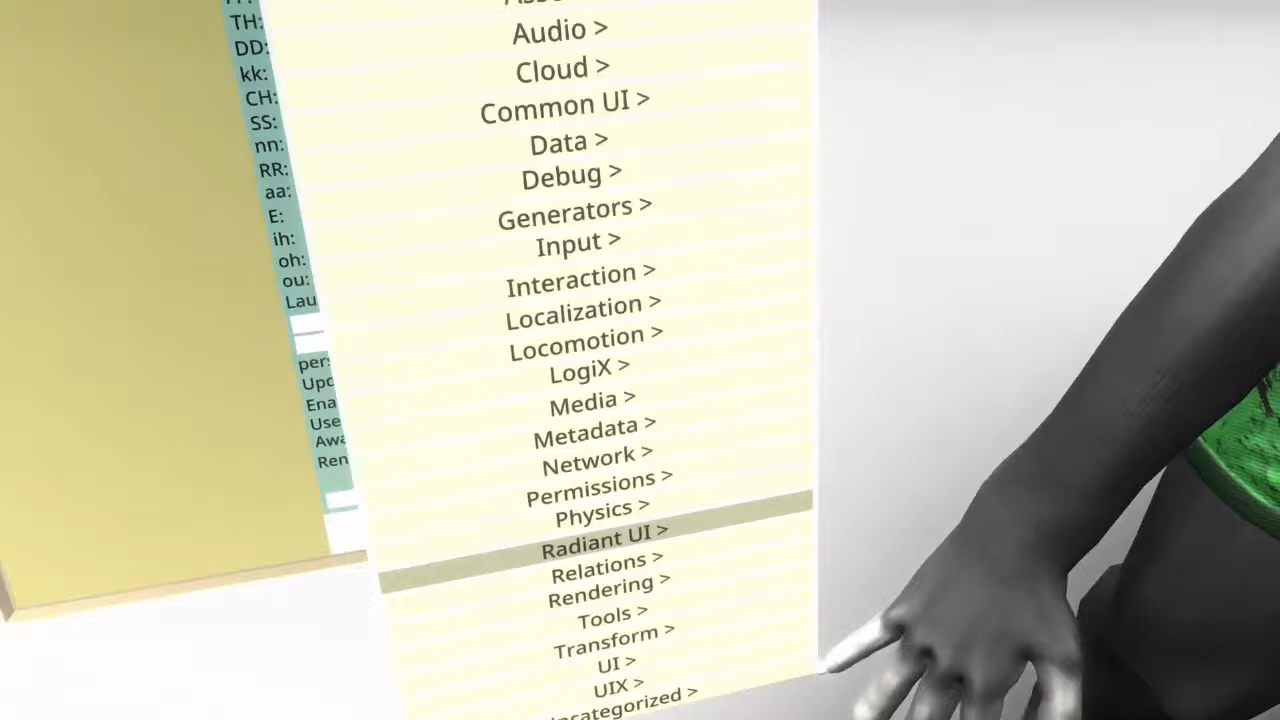 TH:
DD:
kk:
CH:
SS:
nn:
RR:
aa:
E:
ih:
oh:
ou:
Audio >
Cloud >
Common UI >
Data >
Debug >
Generators >
Input >
Interaction >
Localization >
Locomotion >
LogiX >
Media >
Metadata >
Network >
Permissions >
Physics >
Radiant UI >
Relations >
Rendering >
Tools >
Transform >
UI >
UIX >